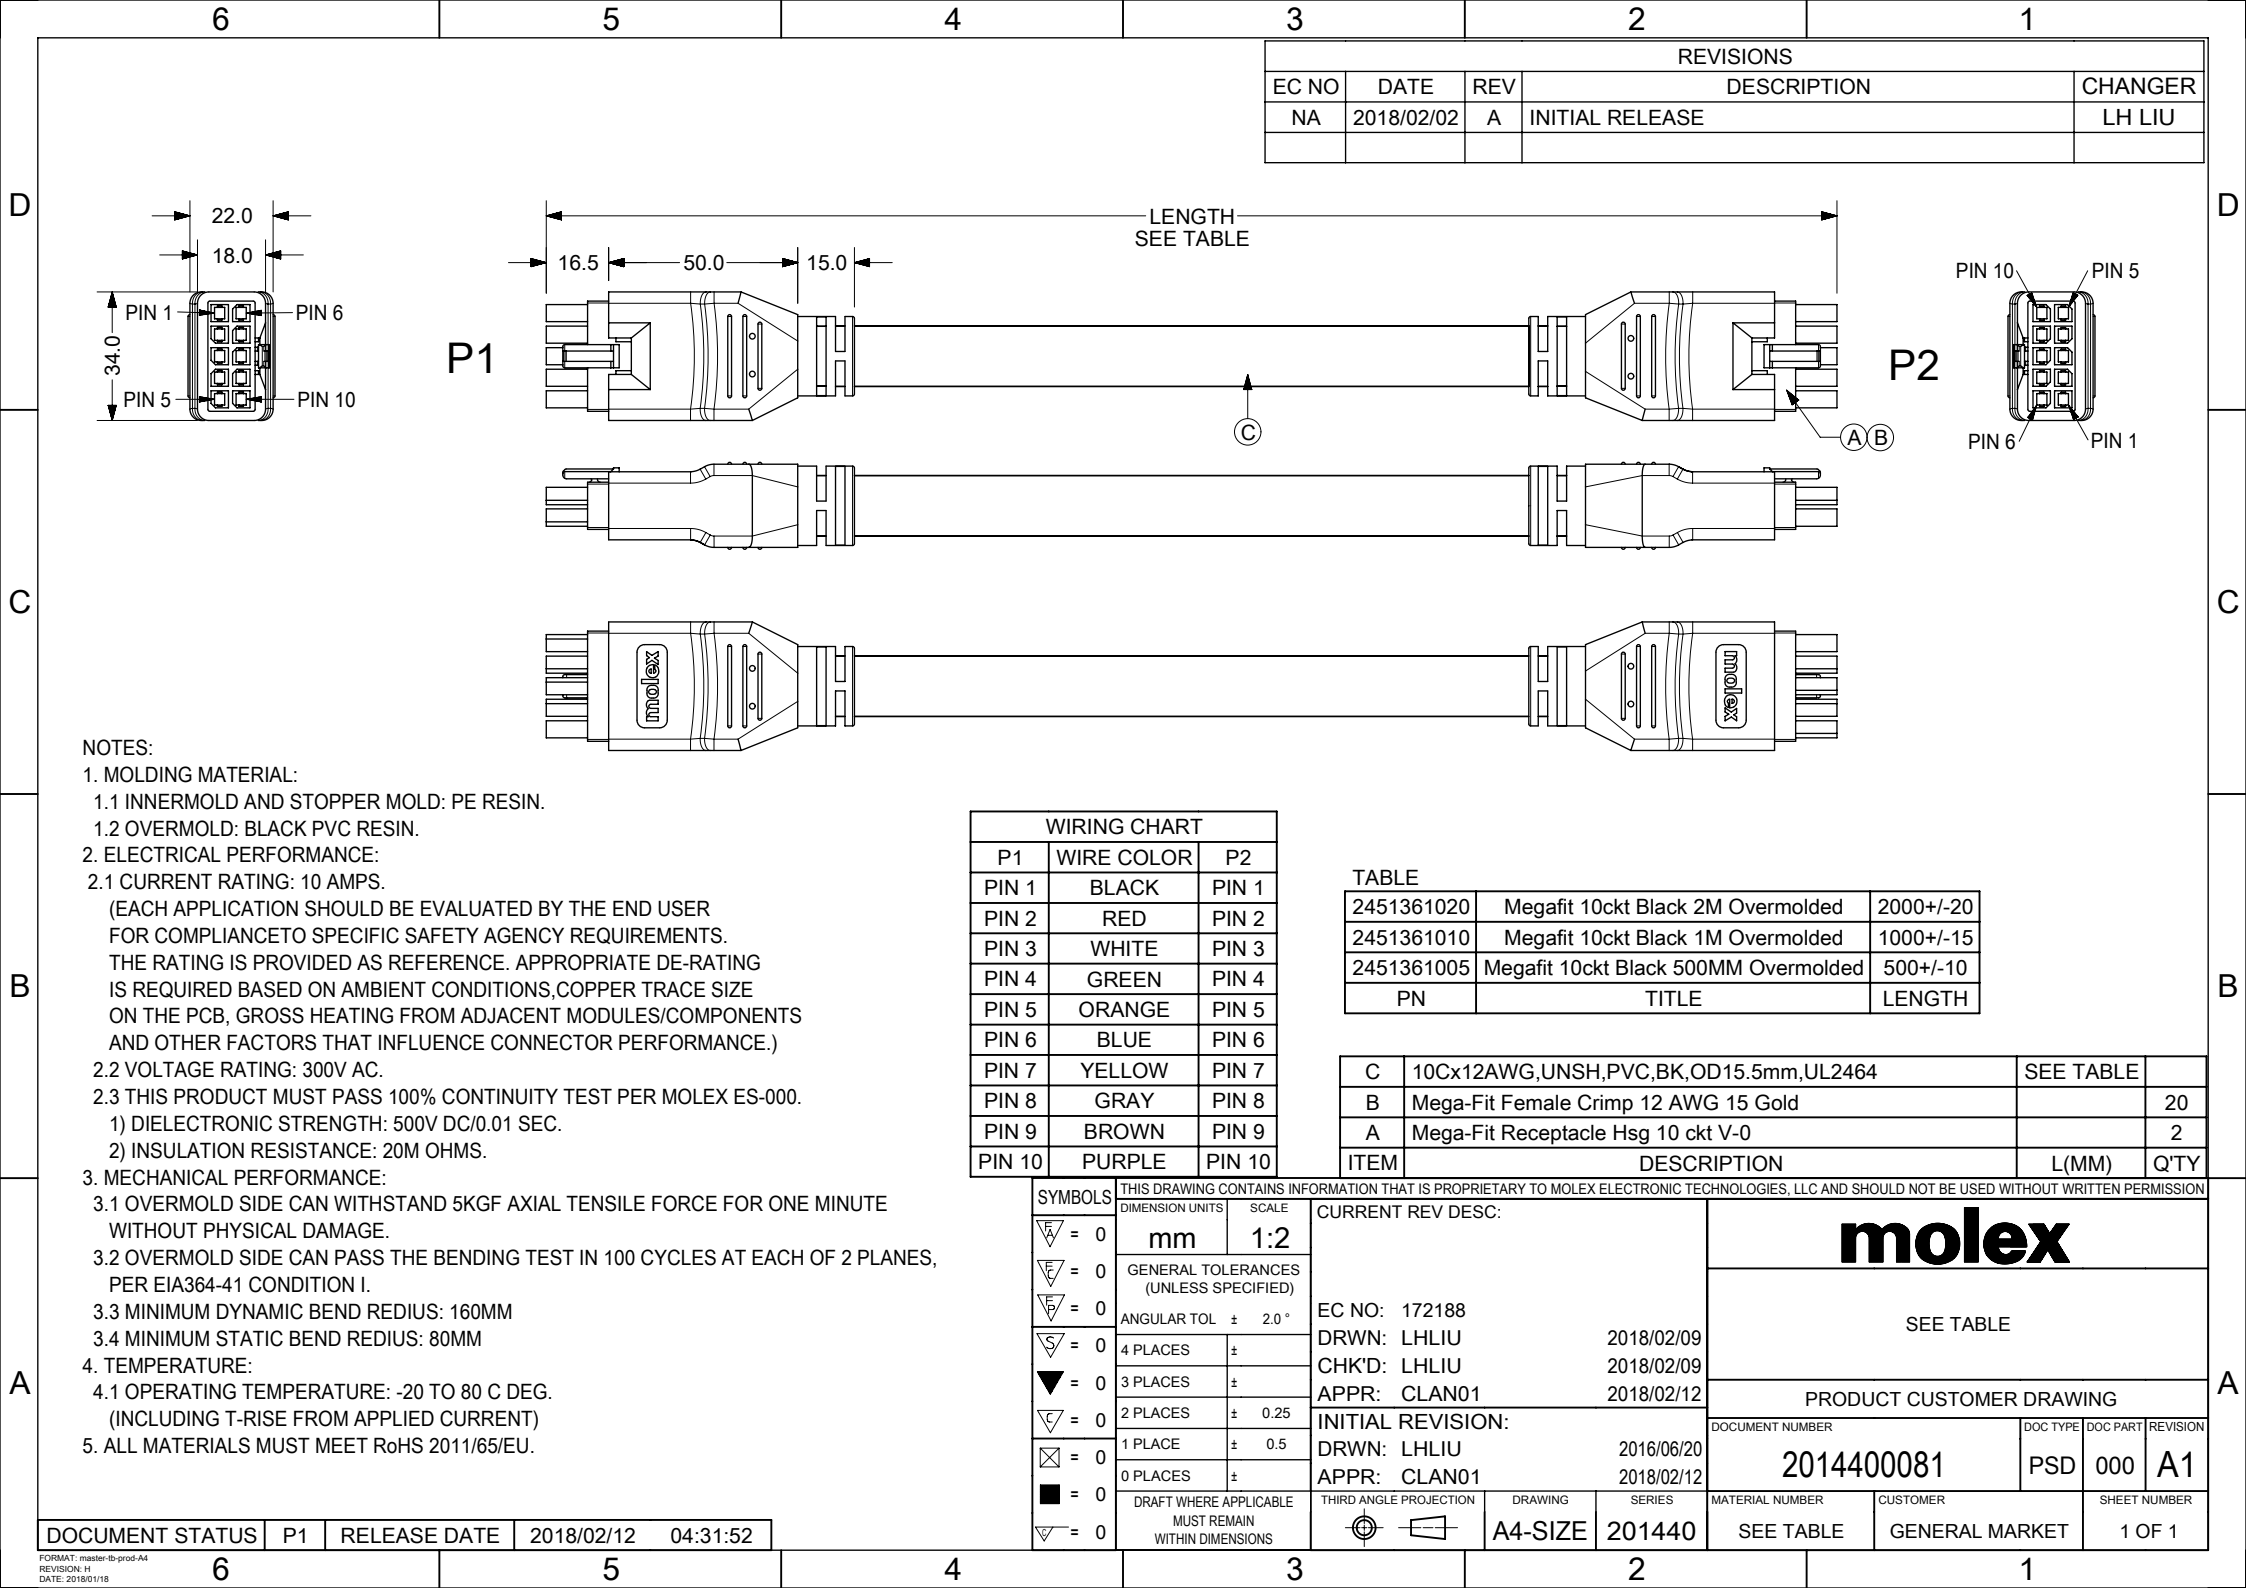 6 5 4 3 2 1
REVISIONS
EC NO DATE REV DESCRIPTION CHANGER
NA 2018/02/02 A INITIAL RELEASE LH LIU
D D
22.0
18.0
34.0
PIN 1
PIN 6
PIN 5
PIN 10
P1
LENGTH
SEE TABLE
16.5 50.0 15.0
C
A B
P2
PIN 10
PIN 5
PIN 6
PIN 1
C C
molex
molex
NOTES:
1. MOLDING MATERIAL:
1.1 INNERMOLD AND STOPPER MOLD: PE RESIN.
1.2 OVERMOLD: BLACK PVC RESIN.
2. ELECTRICAL PERFORMANCE:
2.1 CURRENT RATING: 10 AMPS.
(EACH APPLICATION SHOULD BE EVALUATED BY THE END USER
FOR COMPLIANCETO SPECIFIC SAFETY AGENCY REQUIREMENTS.
THE RATING IS PROVIDED AS REFERENCE. APPROPRIATE DE-RATING
IS REQUIRED BASED ON AMBIENT CONDITIONS,COPPER TRACE SIZE
ON THE PCB, GROSS HEATING FROM ADJACENT MODULES/COMPONENTS
AND OTHER FACTORS THAT INFLUENCE CONNECTOR PERFORMANCE.)
2.2 VOLTAGE RATING: 300V AC.
2.3 THIS PRODUCT MUST PASS 100% CONTINUITY TEST PER MOLEX ES-000.
1) DIELECTRONIC STRENGTH: 500V DC/0.01 SEC.
2) INSULATION RESISTANCE: 20M OHMS.
3. MECHANICAL PERFORMANCE:
3.1 OVERMOLD SIDE CAN WITHSTAND 5KGF AXIAL TENSILE FORCE FOR ONE MINUTE
WITHOUT PHYSICAL DAMAGE.
3.2 OVERMOLD SIDE CAN PASS THE BENDING TEST IN 100 CYCLES AT EACH OF 2 PLANES,
PER EIA364-41 CONDITION I.
3.3 MINIMUM DYNAMIC BEND REDIUS: 160MM
3.4 MINIMUM STATIC BEND REDIUS: 80MM
4. TEMPERATURE:
4.1 OPERATING TEMPERATURE: -20 TO 80 C DEG.
(INCLUDING T-RISE FROM APPLIED CURRENT)
5. ALL MATERIALS MUST MEET RoHS 2011/65/EU.
B B
WIRING CHART
P1 WIRE COLOR P2
PIN 1 BLACK PIN 1
PIN 2 RED PIN 2
PIN 3 WHITE PIN 3
PIN 4 GREEN PIN 4
PIN 5 ORANGE PIN 5
PIN 6 BLUE PIN 6
PIN 7 YELLOW PIN 7
PIN 8 GRAY PIN 8
PIN 9 BROWN PIN 9
PIN 10 PURPLE PIN 10
TABLE
2451361020 Megafit 10ckt Black 2M Overmolded 2000+/-20
2451361010 Megafit 10ckt Black 1M Overmolded 1000+/-15
2451361005 Megafit 10ckt Black 500MM Overmolded 500+/-10
PN TITLE LENGTH
C 10Cx12AWG,UNSH,PVC,BK,OD15.5mm,UL2464 SEE TABLE
B Mega-Fit Female Crimp 12 AWG 15 Gold 20
A Mega-Fit Receptacle Hsg 10 ckt V-0 2
ITEM DESCRIPTION L(MM) Q'TY
A A
SYMBOLS
F A = 0
F C = 0
F P = 0
S = 0
= 0
C = 0
= 0
= 0
C = 0
THIS DRAWING CONTAINS INFORMATION THAT IS PROPRIETARY TO MOLEX ELECTRONIC TECHNOLOGIES, LLC AND SHOULD NOT BE USED WITHOUT WRITTEN PERMISSION
DIMENSION UNITS SCALE
mm 1:2
GENERAL TOLERANCES
(UNLESS SPECIFIED)
ANGULAR TOL ± 2.0 °
4 PLACES ±
3 PLACES ±
2 PLACES ± 0.25
1 PLACE ± 0.5
0 PLACES ±
DRAFT WHERE APPLICABLE
MUST REMAIN
WITHIN DIMENSIONS
CURRENT REV DESC:
EC NO: 172188
DRWN: LHLIU 2018/02/09
CHK'D: LHLIU 2018/02/09
APPR: CLAN01 2018/02/12
INITIAL REVISION:
DRWN: LHLIU 2016/06/20
APPR: CLAN01 2018/02/12
THIRD ANGLE PROJECTION DRAWING SERIES
A4-SIZE 201440
molex
SEE TABLE
PRODUCT CUSTOMER DRAWING
DOCUMENT NUMBER DOC TYPE DOC PART REVISION
2014400081 PSD 000 A1
MATERIAL NUMBER CUSTOMER SHEET NUMBER
SEE TABLE GENERAL MARKET 1 OF 1
DOCUMENT STATUS P1 RELEASE DATE 2018/02/12 04:31:52
FORMAT: master-tb-prod-A4
REVISION: H
DATE: 2018/01/18
6 5 4 3 2 1